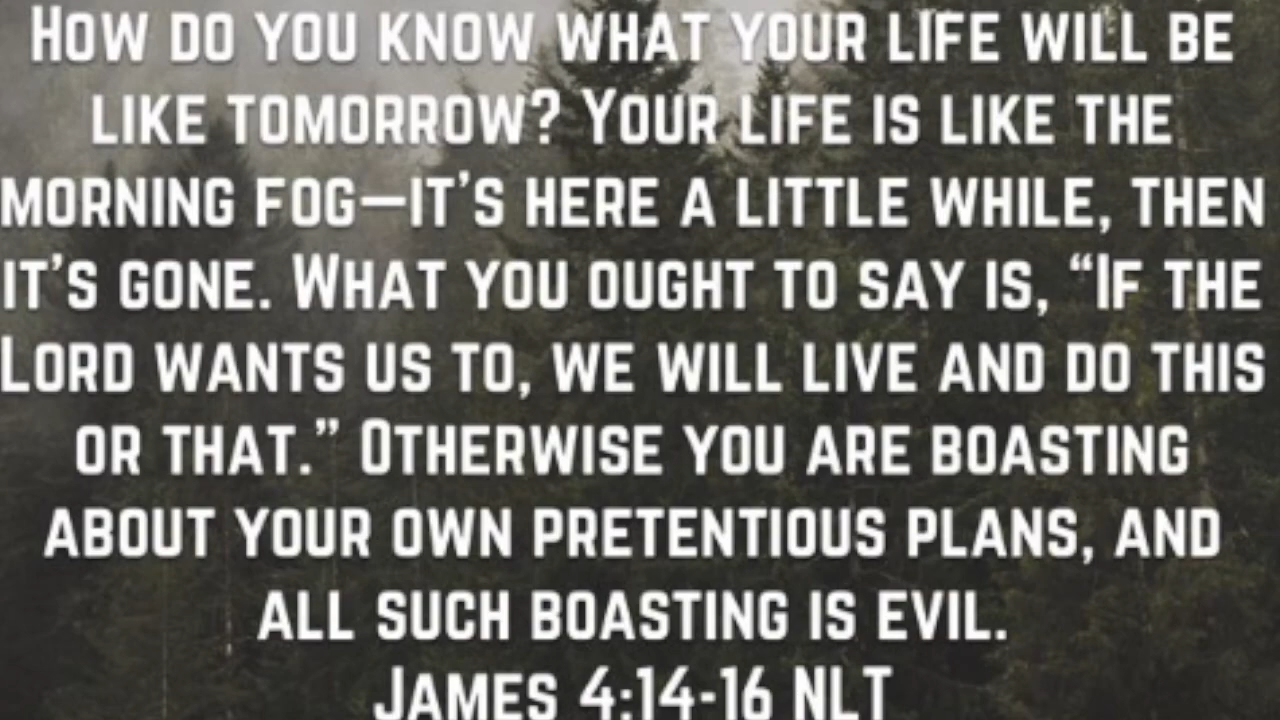 How do you know what your life will be
like tomorrow? Your life is like the
morning fog—it’s here a little while, then
it’s gone. What you ought to say is, “If the
Lord wants us to, we will live and do this
or that.” Otherwise you are boasting
about your own pretentious plans, and
all such boasting is evil.
James 4:14-16 NLT